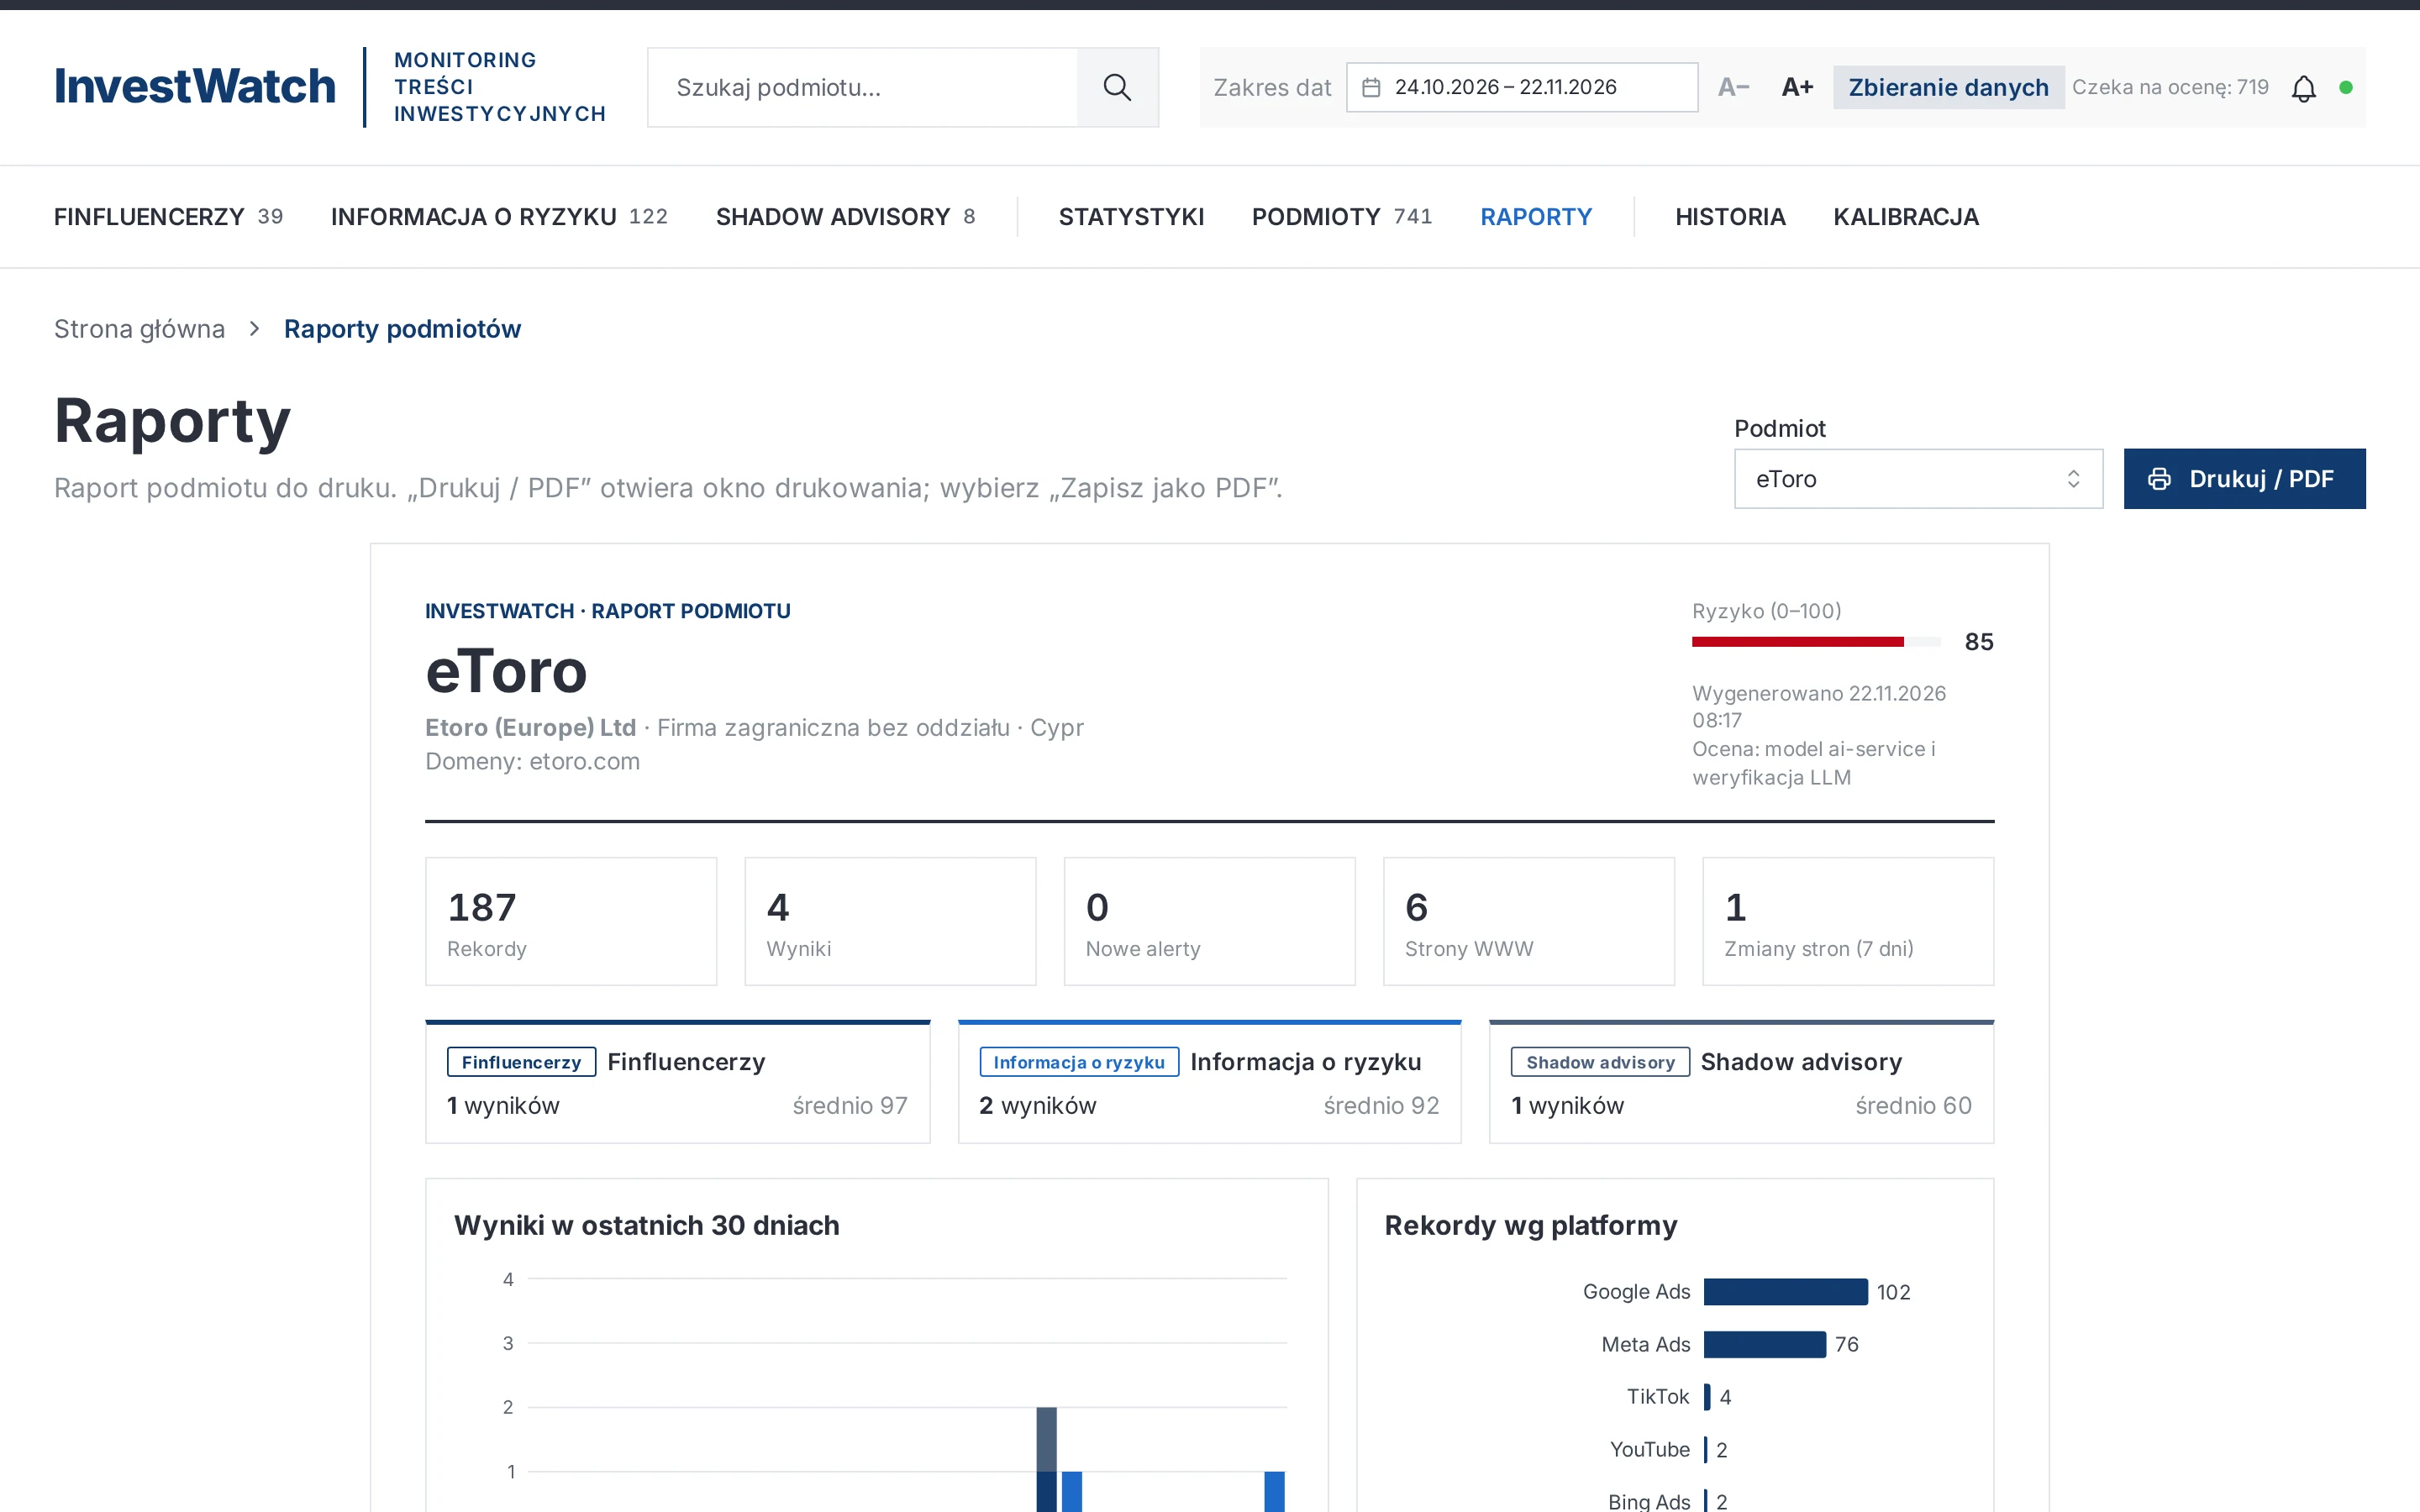 InvestWatch
MONITORING
TREŚCI
INWESTYCYJNYCH
Szukaj podmiotu...
Zakres dat
24.10.2026 – 22.11.2026
A−
A+
Zbieranie danych
Czeka na ocenę: 719
FINFLUENCERZY 39
INFORMACJA O RYZYKU 122
SHADOW ADVISORY 8
STATYSTYKI
PODMIOTY 741
RAPORTY
HISTORIA
KALIBRACJA
Strona główna
Raporty podmiotów
Raporty
Raport podmiotu do druku. „Drukuj / PDF” otwiera okno drukowania; wybierz „Zapisz jako PDF”.
Podmiot
eToro
Drukuj / PDF
INVESTWATCH · RAPORT PODMIOTU
eToro
Etoro (Europe) Ltd · Firma zagraniczna bez oddziału · Cypr
Domeny: etoro.com
Ryzyko (0–100)
85
Wygenerowano 22.11.2026
08:17
Ocena: model ai-service i
weryfikacja LLM
187
Rekordy
4
Wyniki
0
Nowe alerty
6
Strony WWW
1
Zmiany stron (7 dni)
Finfluencerzy Finfluencerzy
1 wyników średnio 97
Informacja o ryzyku Informacja o ryzyku
2 wyników średnio 92
Shadow advisory Shadow advisory
1 wyników średnio 60
Wyniki w ostatnich 30 dniach
4
3
2
1
Rekordy wg platformy
Google Ads 102
Meta Ads 76
TikTok 4
YouTube 2
Bing Ads 2